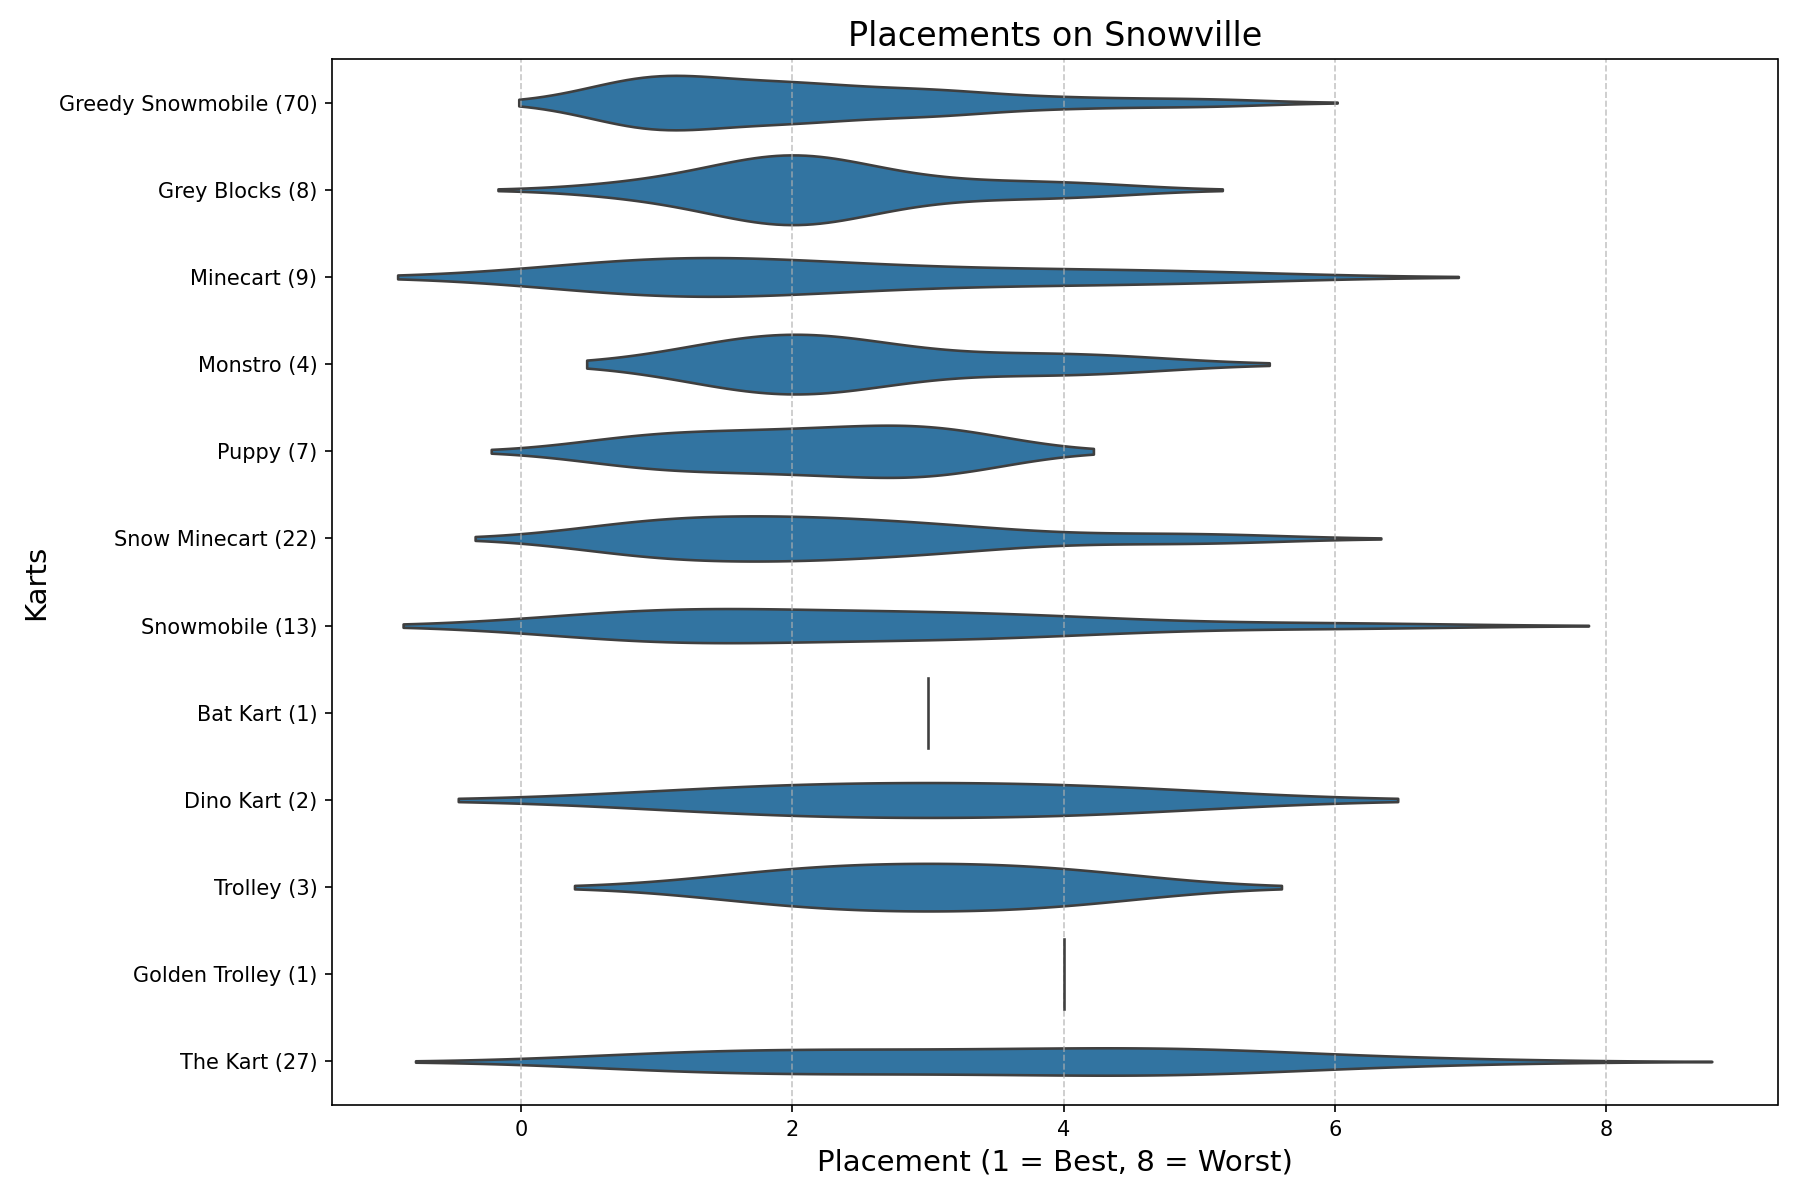 Placements on Snowville
Greedy Snowmobile (70)
Grey Blocks (8)
Minecart (9)
Monstro (4)
Puppy (7)
Snow Minecart (22)
Snowmobile (13)
Bat Kart (1)
Dino Kart (2)
Trolley (3)
Golden Trolley (1)
The Kart (27)
Karts
0 2 4 6 8
Placement (1 = Best, 8 = Worst)